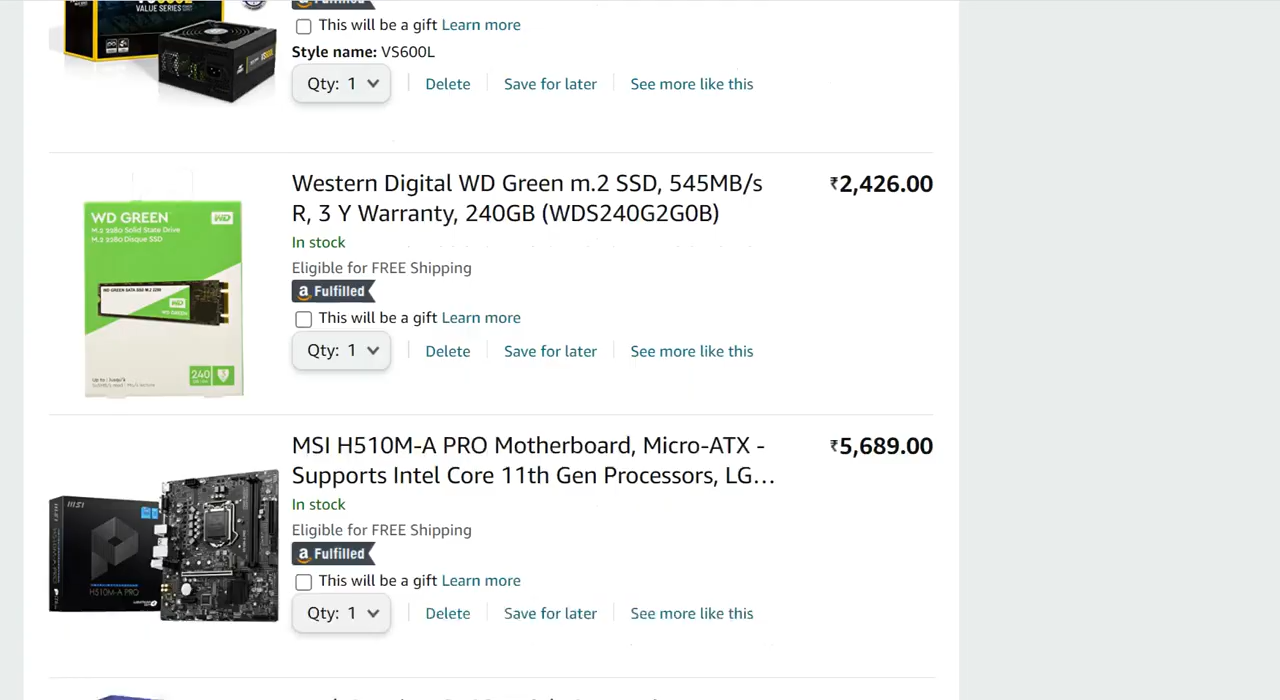 VALUE SERIES
Fulfilled
This will be a gift Learn more
Style name: VS600L
Qty: 1
Delete
Save for later
See more like this
WD GREEN
WD
M.2 2280 Solid State Drive
M.2 2280 Disque SSD
WD GREEN SATA SSD M.2 2280
WD
WD GREEN
240
Western Digital WD Green m.2 SSD, 545MB/s
R, 3 Y Warranty, 240GB (WDS240G2G0B)
₹2,426.00
In stock
Eligible for FREE Shipping
a Fulfilled
This will be a gift Learn more
Qty: 1
Delete
Save for later
See more like this
msi
H510M-A PRO
MSI H510M-A PRO Motherboard, Micro-ATX -
Supports Intel Core 11th Gen Processors, LG…
₹5,689.00
In stock
Eligible for FREE Shipping
a Fulfilled
This will be a gift Learn more
Qty: 1
Delete
Save for later
See more like this